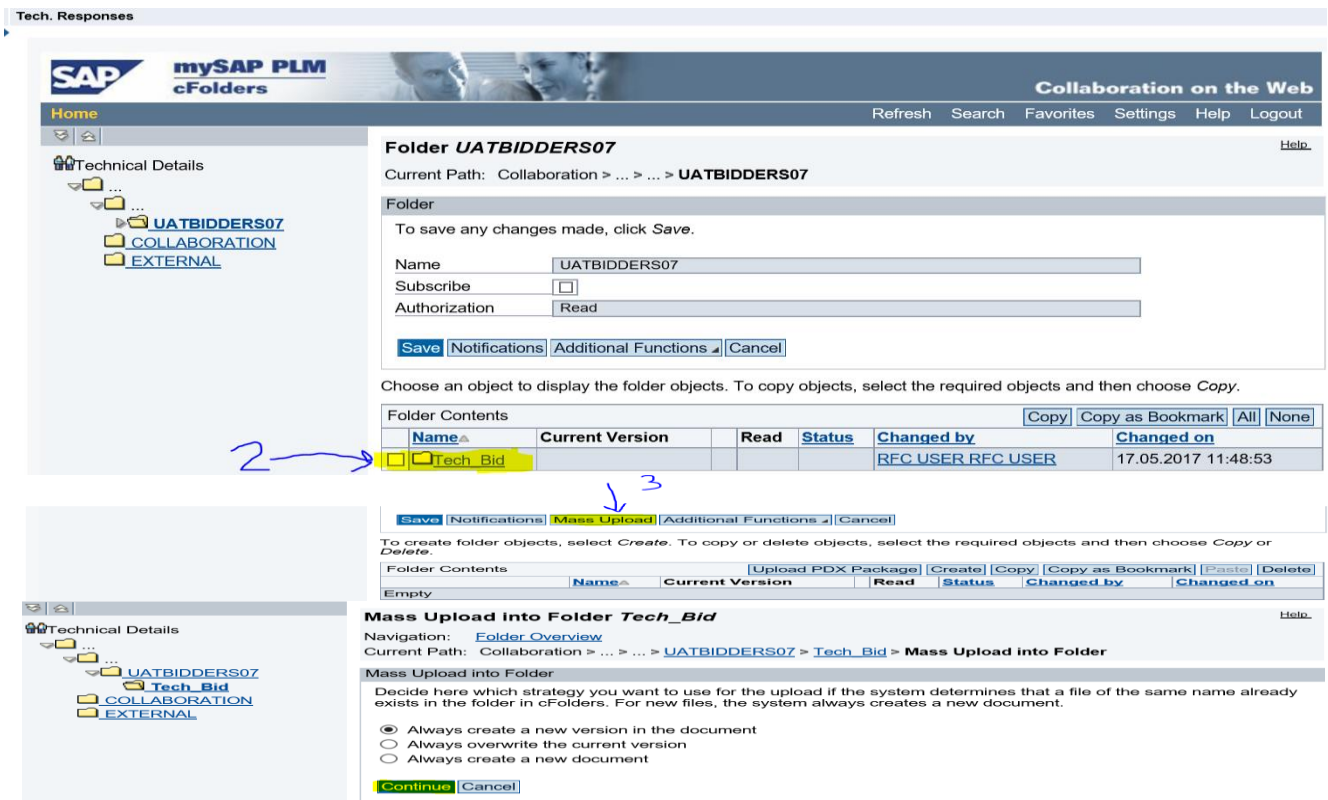 Tech. Responses
SAP
mySAP PLM
cFolders
Collaboration on the Web
Home
Refresh Search Favorites Settings Help Logout
Technical Details
...
...
UATBIDDERS07
COLLABORATION
EXTERNAL
Folder UATBIDDERS07
Help
Current Path: Collaboration > ... > ... > UATBIDDERS07
Folder
To save any changes made, click Save.
Name UATBIDDERS07
Subscribe
Authorization Read
Save Notifications Additional Functions Cancel
Choose an object to display the folder objects. To copy objects, select the required objects and then choose Copy.
Folder Contents Copy Copy as Bookmark All None
Name Current Version Read Status Changed by Changed on
2 Tech_Bid RFC USER RFC USER 17.05.2017 11:48:53
3
Save Notifications Mass Upload Additional Functions Cancel
To create folder objects, select Create. To copy or delete objects, select the required objects and then choose Copy or
Delete.
Folder Contents Upload PDX Package Create Copy Copy as Bookmark Paste Delete
Name Current Version Read Status Changed by Changed on
Empty
Technical Details
...
...
UATBIDDERS07
Tech_Bid
COLLABORATION
EXTERNAL
Mass Upload into Folder Tech_Bid
Help
Navigation: Folder Overview
Current Path: Collaboration > ... > ... > UATBIDDERS07 > Tech_Bid > Mass Upload into Folder
Mass Upload into Folder
Decide here which strategy you want to use for the upload if the system determines that a file of the same name already
exists in the folder in cFolders. For new files, the system always creates a new document.
Always create a new version in the document
Always overwrite the current version
Always create a new document
Continue Cancel